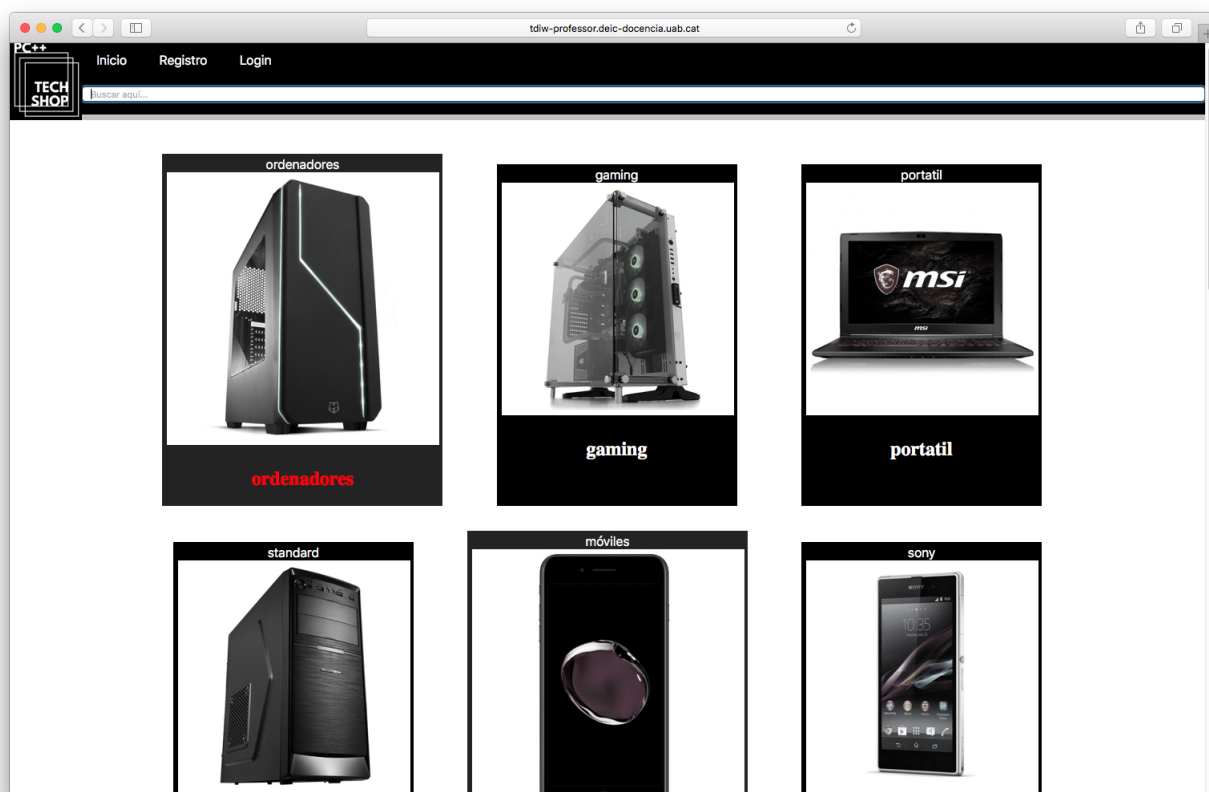 tdiw-professor.deic-docencia.uab.cat
PC++
TECH
SHOP
Inicio Registro Login
Buscar aquí...
ordenadores
gaming
portatil
msi
msi
ordenadores
gaming
portatil
standard
móviles
sony
SONY
10:35